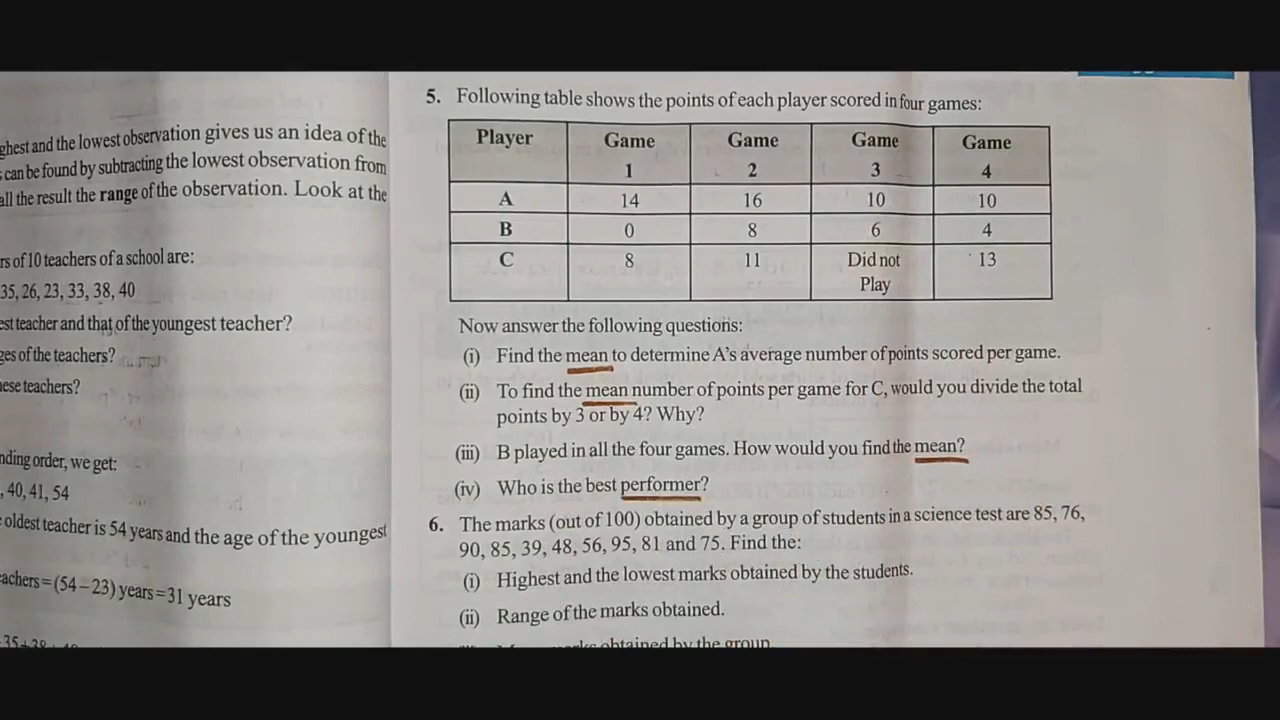 ghest and the lowest observation gives us an idea of the
can be found by subtracting the lowest observation from
all the result the range of the observation. Look at the
rs of 10 teachers of a school are:
35, 26, 23, 33, 38, 40
est teacher and that of the youngest teacher?
ges of the teachers?
hese teachers?
nding order, we get:
, 40, 41, 54
oldest teacher is 54 years and the age of the youngest
achers = (54 – 23) years = 31 years
5. Following table shows the points of each player scored in four games:
Player Game 1 Game 2 Game 3 Game 4
A 14 16 10 10
B 0 8 6 4
C 8 11 Did not Play 13
Now answer the following questions:
(i) Find the mean to determine A's average number of points scored per game.
(ii) To find the mean number of points per game for C, would you divide the total
points by 3 or by 4? Why?
(iii) B played in all the four games. How would you find the mean?
(iv) Who is the best performer?
6. The marks (out of 100) obtained by a group of students in a science test are 85, 76,
90, 85, 39, 48, 56, 95, 81 and 75. Find the:
(i) Highest and the lowest marks obtained by the students.
(ii) Range of the marks obtained.
obtained by the group